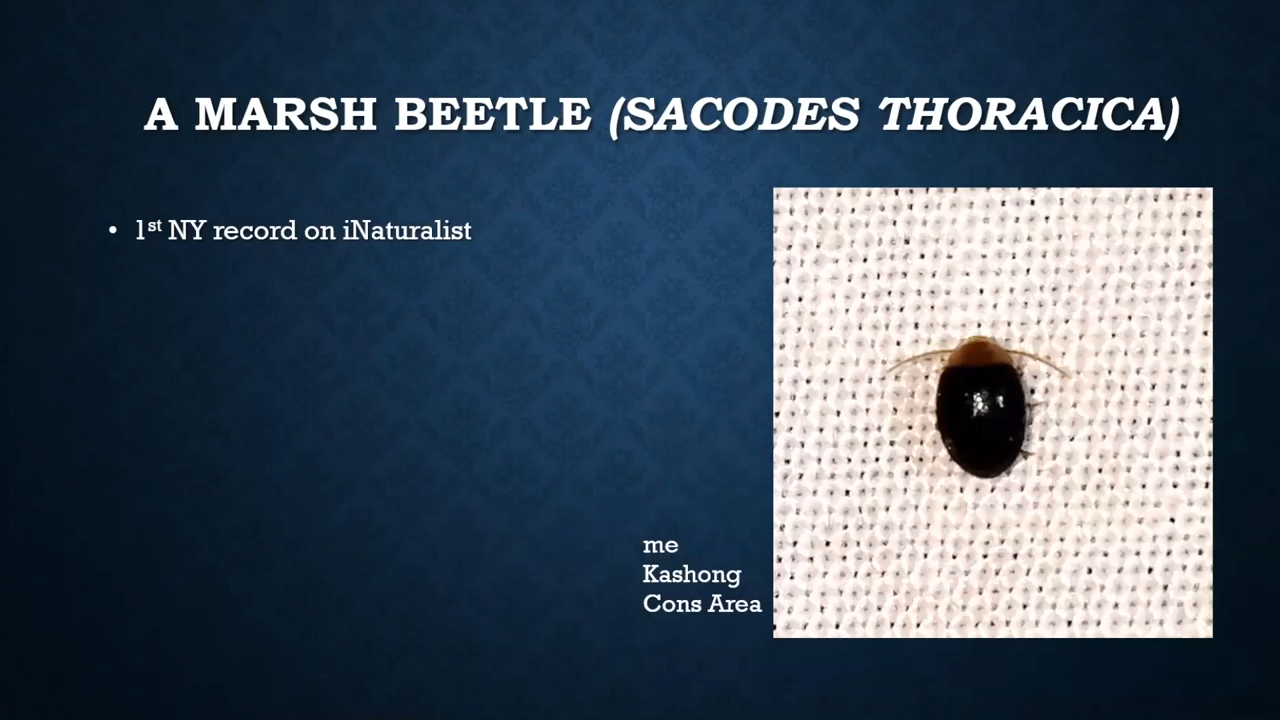 A MARSH BEETLE (SACODES THORACICA)
• 1st NY record on iNaturalist
me
Kashong
Cons Area